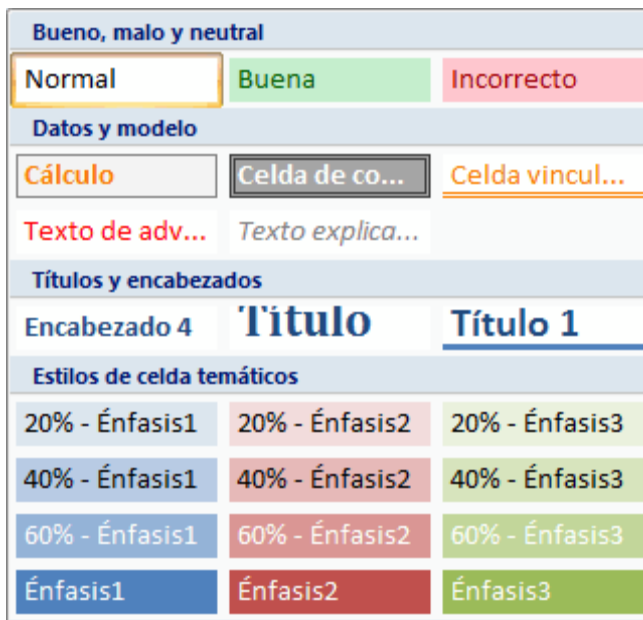 Bueno, malo y neutral
Normal Buena Incorrecto
Datos y modelo
Cálculo Celda de co... Celda vincul...
Texto de adv... Texto explica...
Títulos y encabezados
Encabezado 4 Título Título 1
Estilos de celda temáticos
20% - Énfasis1 20% - Énfasis2 20% - Énfasis3
40% - Énfasis1 40% - Énfasis2 40% - Énfasis3
60% - Énfasis1 60% - Énfasis2 60% - Énfasis3
Énfasis1 Énfasis2 Énfasis3